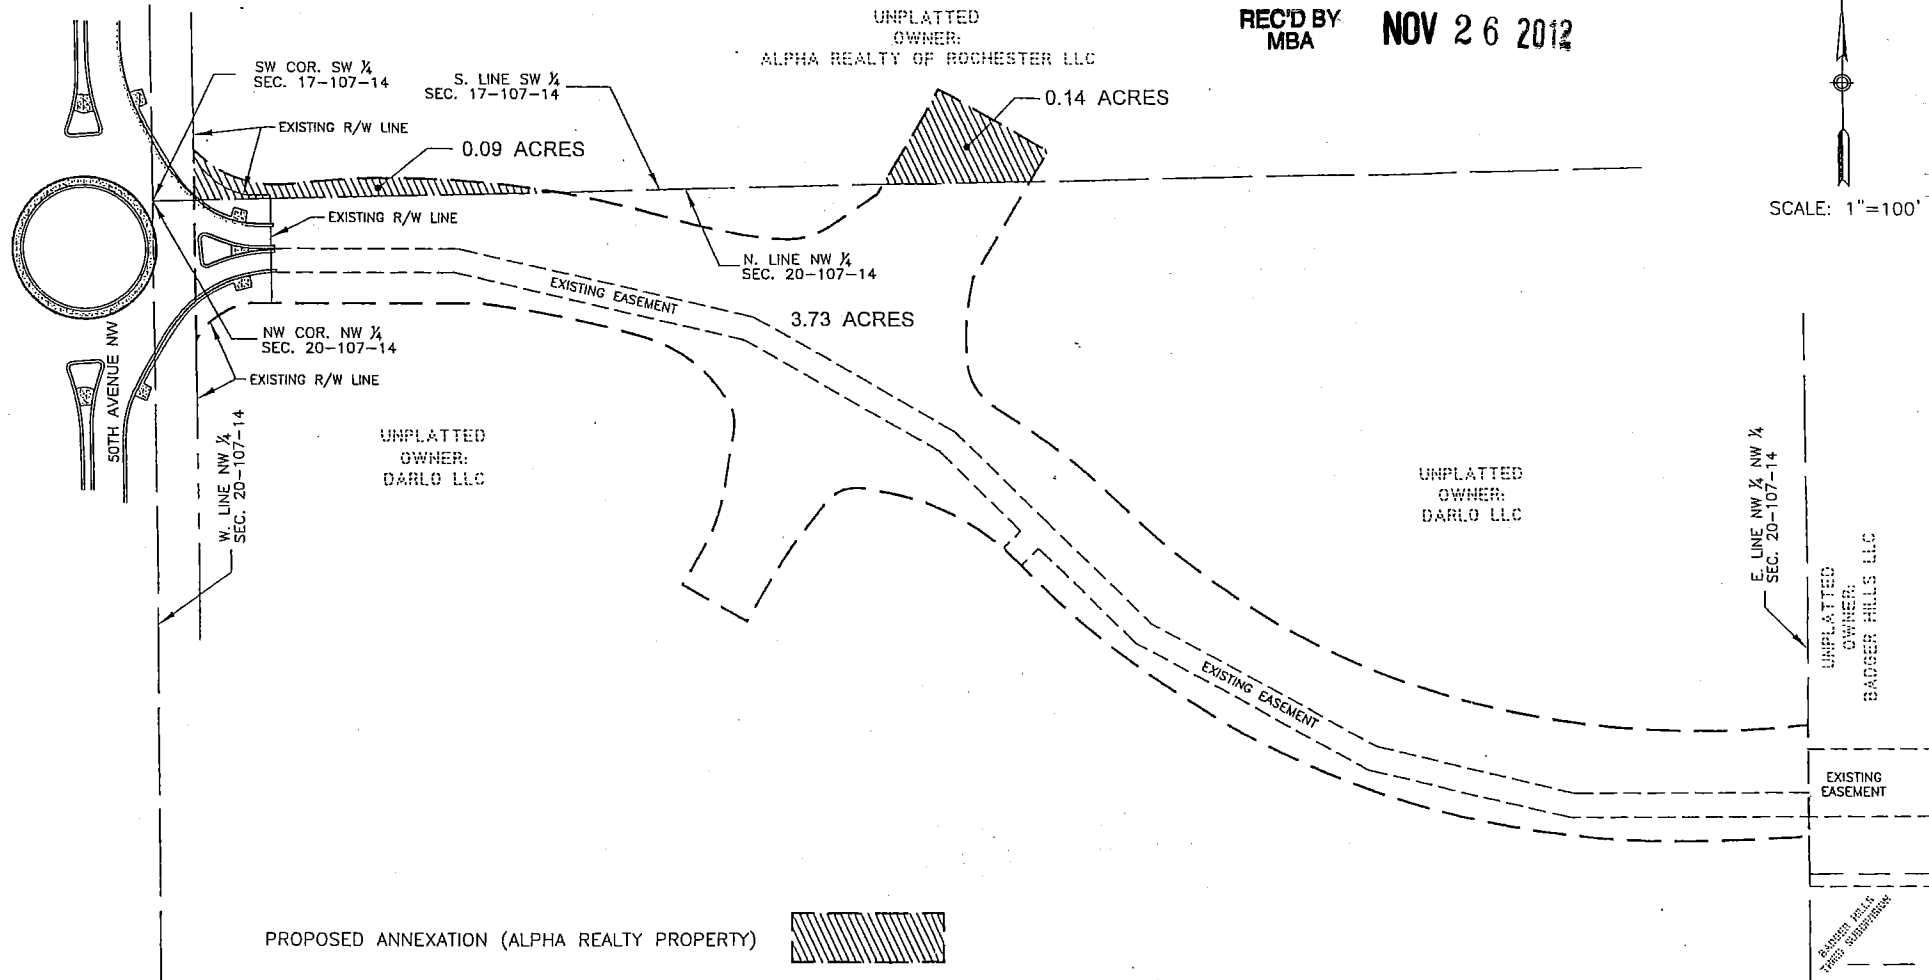 UNPLATTED
OWNER:
ALPHA REALTY OF ROCHESTER LLC
REC'D BY
MBA
NOV 26 2012
SW COR. SW ¼
SEC. 17-107-14
S. LINE SW ¼
SEC. 17-107-14
0.14 ACRES
EXISTING R/W LINE
0.09 ACRES
SCALE: 1"=100'
EXISTING R/W LINE
N. LINE NW ¼
SEC. 20-107-14
EXISTING EASEMENT
3.73 ACRES
NW COR. NW ¼
SEC. 20-107-14
EXISTING R/W LINE
50TH AVENUE NW
W. LINE NW ¼
SEC. 20-107-14
UNPLATTED
OWNER:
DARLO LLC
UNPLATTED
OWNER:
DARLO LLC
E. LINE NW ¼ NW ¼
SEC. 20-107-14
UNPLATTED
OWNER:
BADGER HILLS LLC
EXISTING EASEMENT
EXISTING
EASEMENT
BADGER HILLS
THIRD SUBDIVISION
PROPOSED ANNEXATION (ALPHA REALTY PROPERTY)